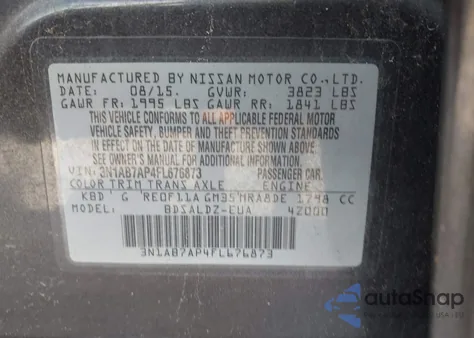 MANUFACTURED BY NISSAN MOTOR CO.,LTD.
DATE: 08/15. GVWR: 3823 LBS
GAWR FR: 1995 LBS GAWR RR: 1841 LBS
THIS VEHICLE CONFORMS TO ALL APPLICABLE FEDERAL MOTOR
VEHICLE SAFETY, BUMPER AND THEFT PREVENTION STANDARDS
IN EFFECT ON THE DATE OF MANUFACTURE SHOWN ABOVE.
SEE OWNER MANUAL FOR ADDITIONAL INFORMATION
VIN: 3N1AB7AP4FL676873 PASSENGER CAR
COLOR TRIM TRANS AXLE ENGINE
KBD G RE0F11A GM35 MRA8DE 1798 CC
MODEL: BDSALDZ-EUA 42000
3N1AB7AP4FL676873
autoSnap